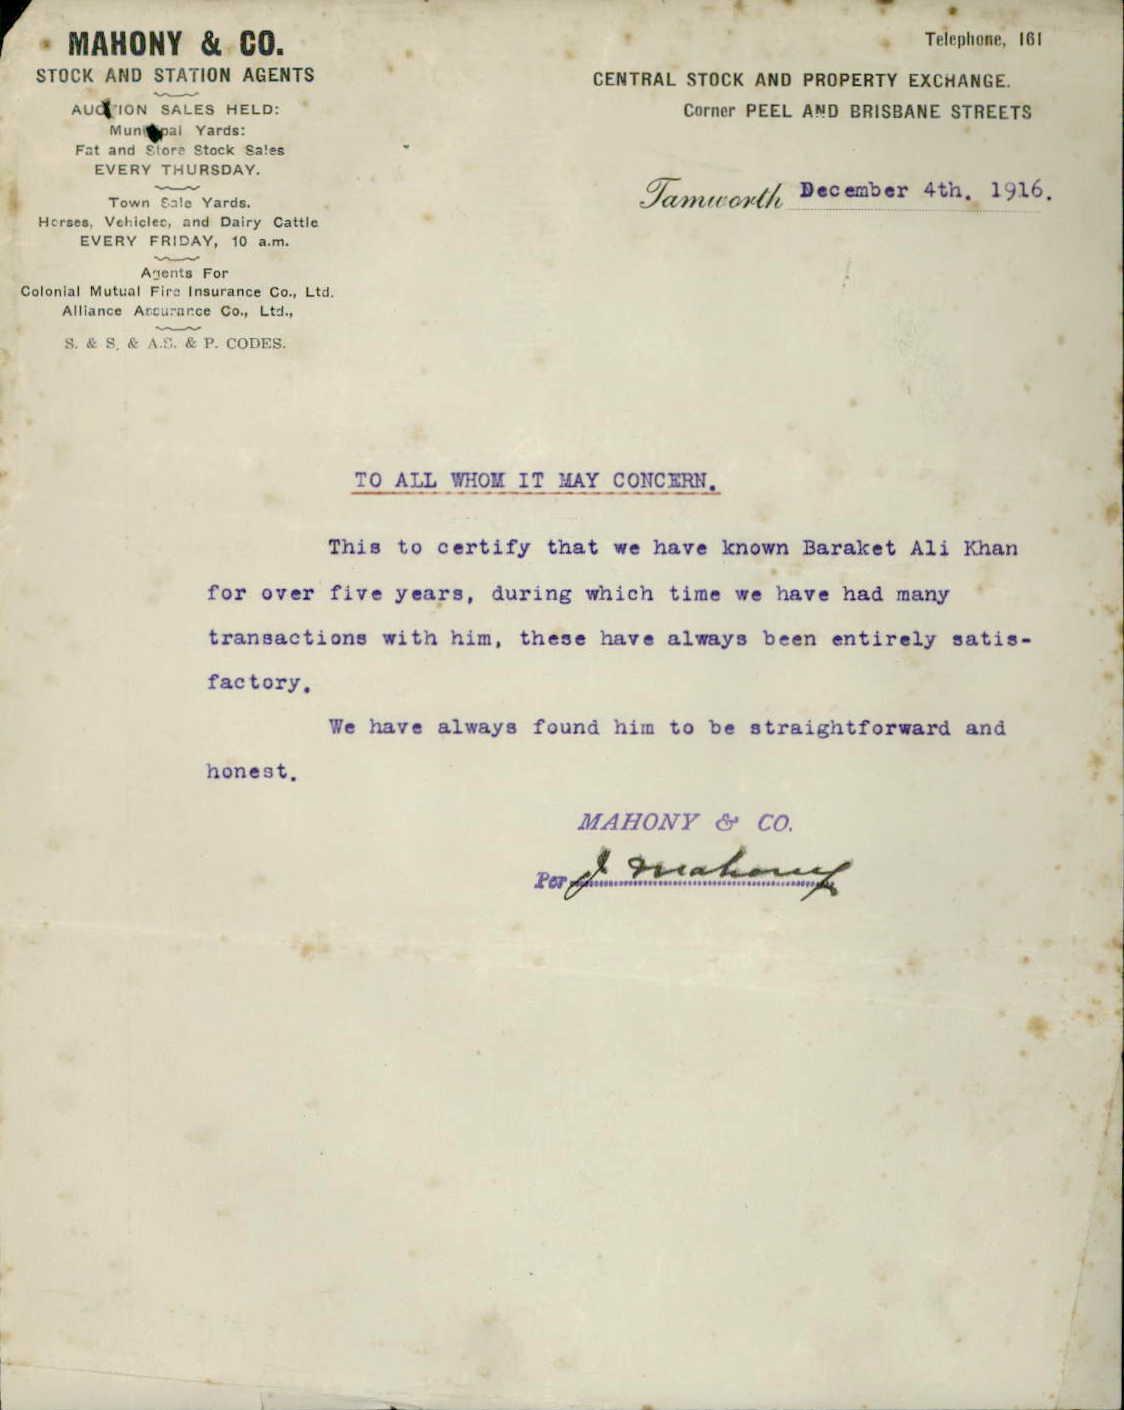 MAHONY & CO.
STOCK AND STATION AGENTS
AUCTION SALES HELD:
Municipal Yards:
Fat and Store Stock Sales
EVERY THURSDAY.
Town Sale Yards.
Horses, Vehicles, and Dairy Cattle
EVERY FRIDAY, 10 a.m.
Agents For
Colonial Mutual Fire Insurance Co., Ltd.
Alliance Assurance Co., Ltd.,
S. & S. & A.S. & P. CODES.
Telephone, 161
CENTRAL STOCK AND PROPERTY EXCHANGE.
Corner PEEL AND BRISBANE STREETS
Tamworth December 4th. 1916.
TO ALL WHOM IT MAY CONCERN.
This to certify that we have known Baraket Ali Khan
for over five years, during which time we have had many
transactions with him, these have always been entirely satis-
factory.
We have always found him to be straightforward and
honest.
MAHONY & CO.
Per J Mahony